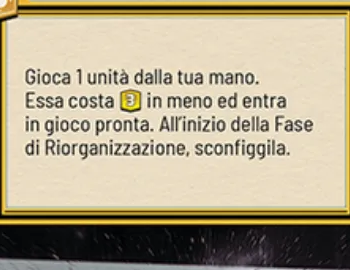 Gioca 1 unità dalla tua mano.
Essa costa 3 in meno ed entra
in gioco pronta. All'inizio della Fase
di Riorganizzazione, sconfiggila.